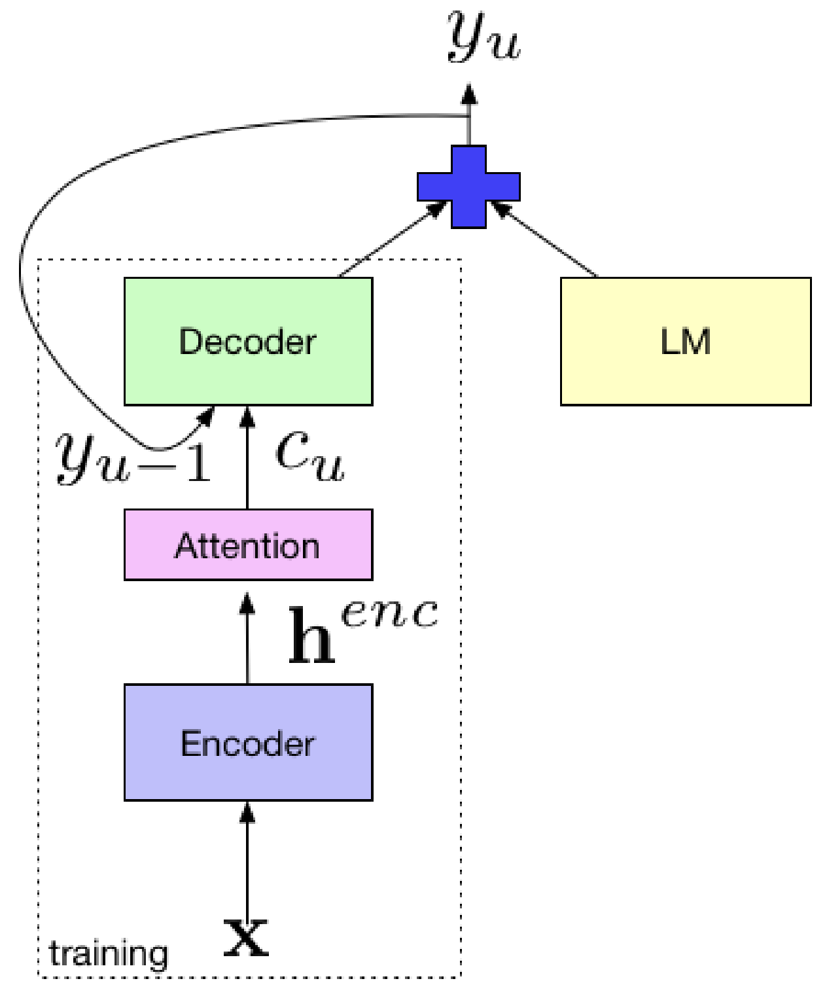 y_u
Decoder
LM
y_{u-1}
c_u
Attention
h^{enc}
Encoder
x
training